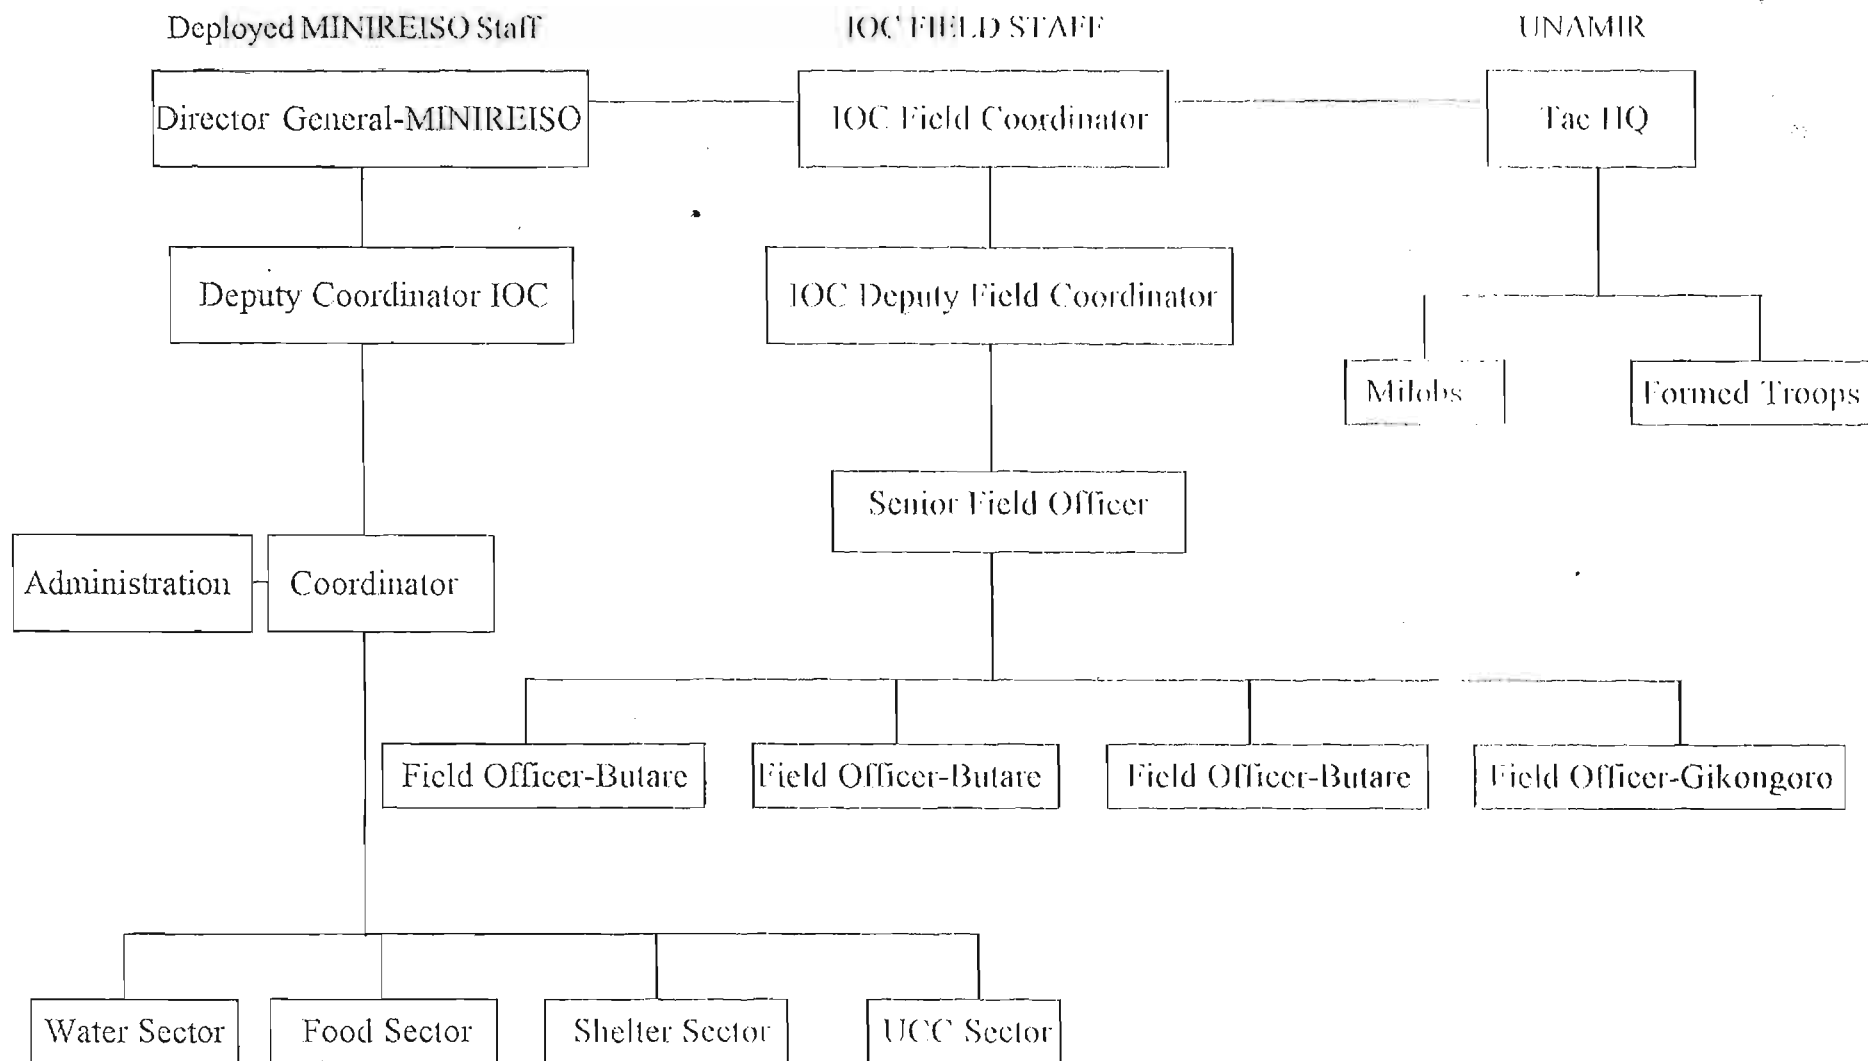 Deployed MINIREISO Staff
IOC FIELD STAFF
UNAMIR
Director General-MINIREISO
IOC Field Coordinator
Tac HQ
Deputy Coordinator IOC
IOC Deputy Field Coordinator
Milobs
Formed Troops
Senior Field Officer
Administration
Coordinator
Field Officer-Butare
Field Officer-Butare
Field Officer-Butare
Field Officer-Gikongoro
Water Sector
Food Sector
Shelter Sector
UCC Sector